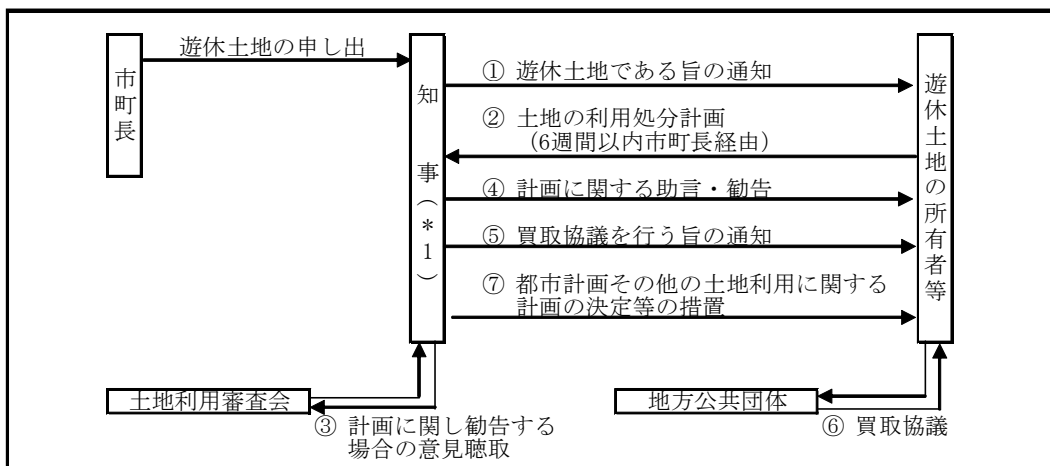 遊休土地の申し出
市町長
知事(*1)
① 遊休土地である旨の通知
② 土地の利用処分計画
(6週間以内市町長経由)
④ 計画に関する助言・勧告
⑤ 買取協議を行う旨の通知
⑦ 都市計画その他の土地利用に関する
計画の決定等の措置
遊休土地の所有者等
土地利用審査会
③ 計画に関し勧告する
場合の意見聴取
地方公共団体
⑥ 買取協議